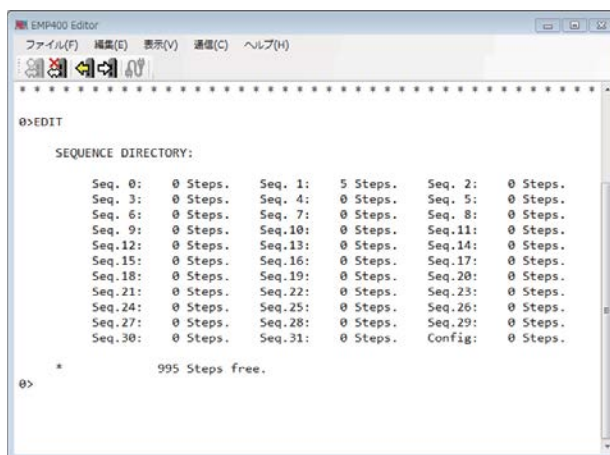 EMP400 Editor
ファイル(F) 編集(E) 表示(V) 通信(C) ヘルプ(H)
* * * * * * * * * * * * * * * * * * * * * * * * * * * * * * * * * * *
0>EDIT
SEQUENCE DIRECTORY:
Seq. 0: 0 Steps. Seq. 1: 5 Steps. Seq. 2: 0 Steps.
Seq. 3: 0 Steps. Seq. 4: 0 Steps. Seq. 5: 0 Steps.
Seq. 6: 0 Steps. Seq. 7: 0 Steps. Seq. 8: 0 Steps.
Seq. 9: 0 Steps. Seq.10: 0 Steps. Seq.11: 0 Steps.
Seq.12: 0 Steps. Seq.13: 0 Steps. Seq.14: 0 Steps.
Seq.15: 0 Steps. Seq.16: 0 Steps. Seq.17: 0 Steps.
Seq.18: 0 Steps. Seq.19: 0 Steps. Seq.20: 0 Steps.
Seq.21: 0 Steps. Seq.22: 0 Steps. Seq.23: 0 Steps.
Seq.24: 0 Steps. Seq.25: 0 Steps. Seq.26: 0 Steps.
Seq.27: 0 Steps. Seq.28: 0 Steps. Seq.29: 0 Steps.
Seq.30: 0 Steps. Seq.31: 0 Steps. Config: 0 Steps.
* 995 Steps free.
0>